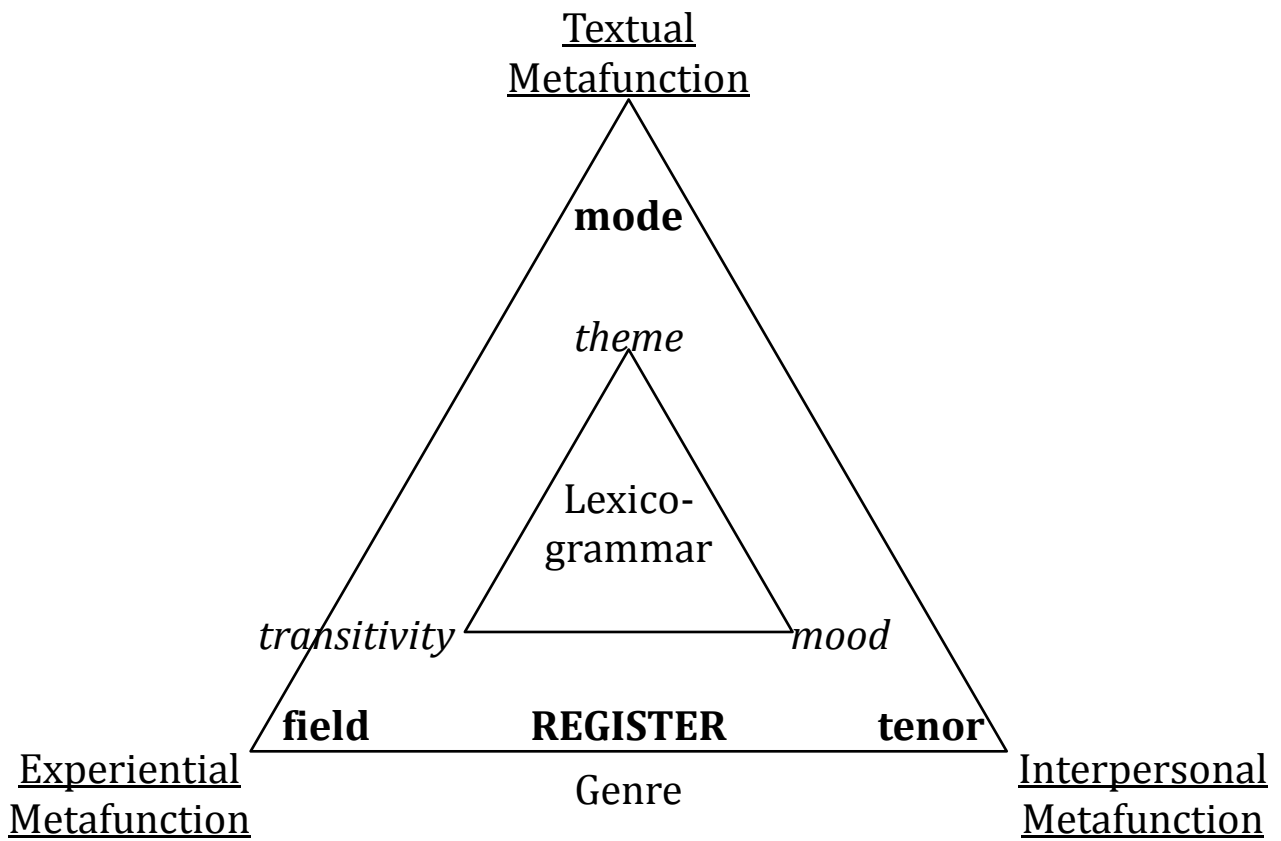 Textual
Metafunction
mode
theme
Lexico-
grammar
transitivity
mood
field
REGISTER
tenor
Experiential
Metafunction
Genre
Interpersonal
Metafunction